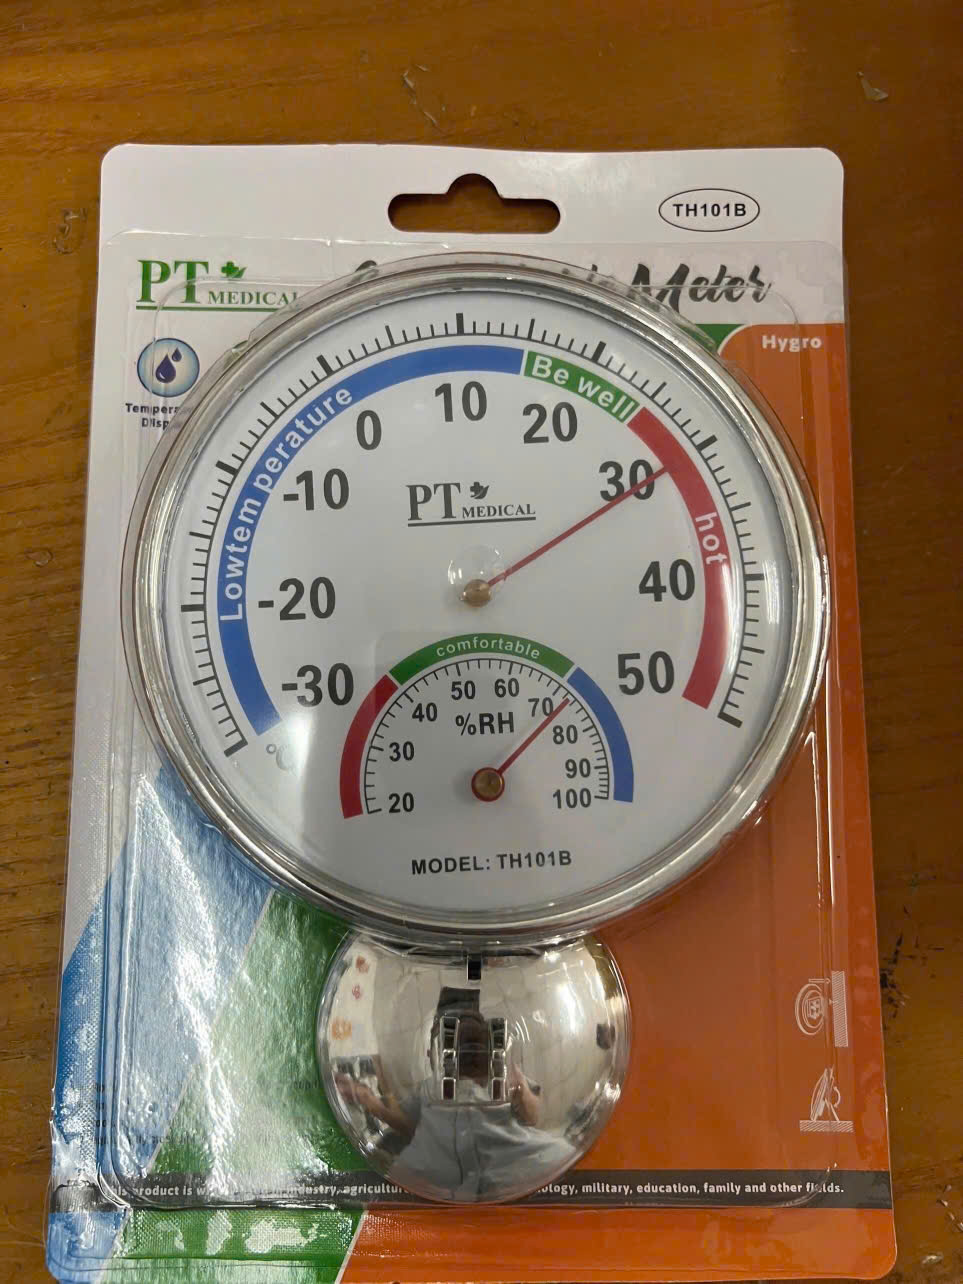 TH101B
PT
MEDICAL
Meter
Hygro
Be well
Lowtem perature
hot
-30
-20
-10
0
10
20
30
40
50
PT
MEDICAL
°C
comfortable
20
30
40
50
60
70
80
90
100
%RH
MODEL: TH101B
product is industry, military, education, family and other fields.